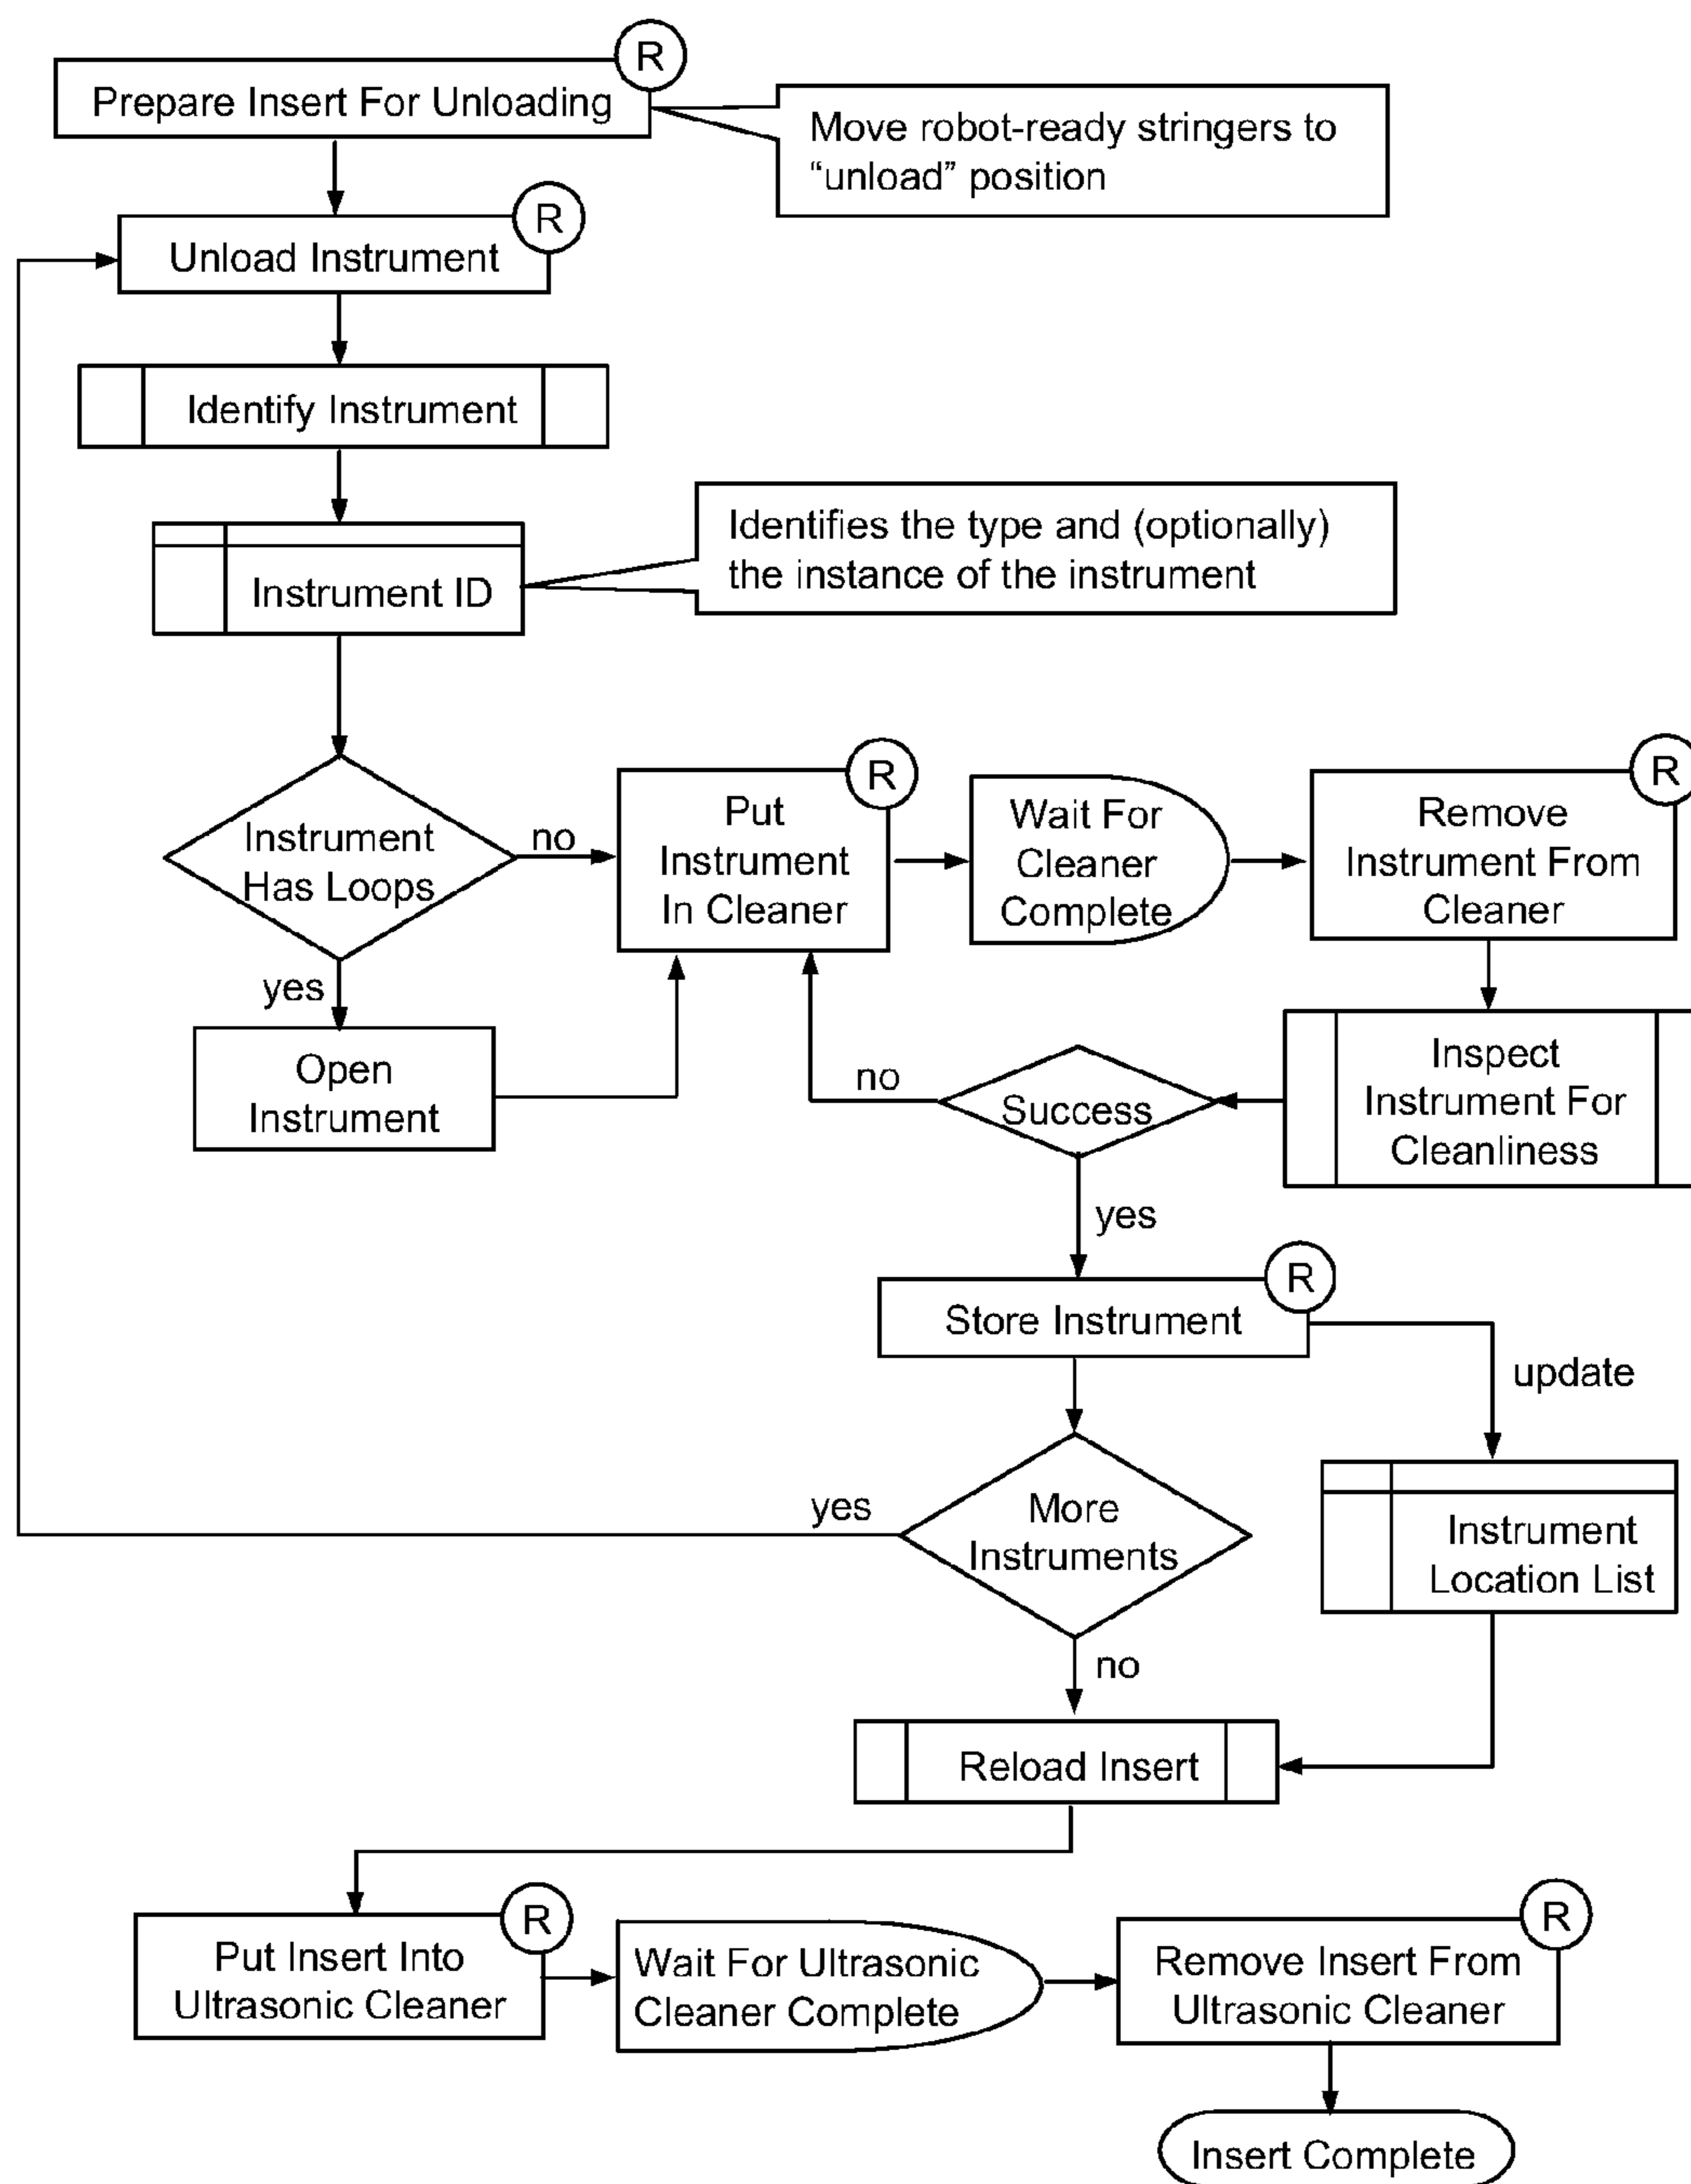 R
Prepare Insert For Unloading
Move robot-ready stringers to
“unload” position
R
Unload Instrument
Identify Instrument
Identifies the type and (optionally)
the instance of the instrument
Instrument ID
Instrument
Has Loops
no
yes
Open
Instrument
R
Put
Instrument
In Cleaner
Wait For
Cleaner
Complete
R
Remove
Instrument From
Cleaner
Inspect
Instrument For
Cleanliness
Success
no
yes
R
Store Instrument
update
More
Instruments
yes
no
Instrument
Location List
Reload Insert
R
Put Insert Into
Ultrasonic Cleaner
Wait For Ultrasonic
Cleaner Complete
R
Remove Insert From
Ultrasonic Cleaner
Insert Complete